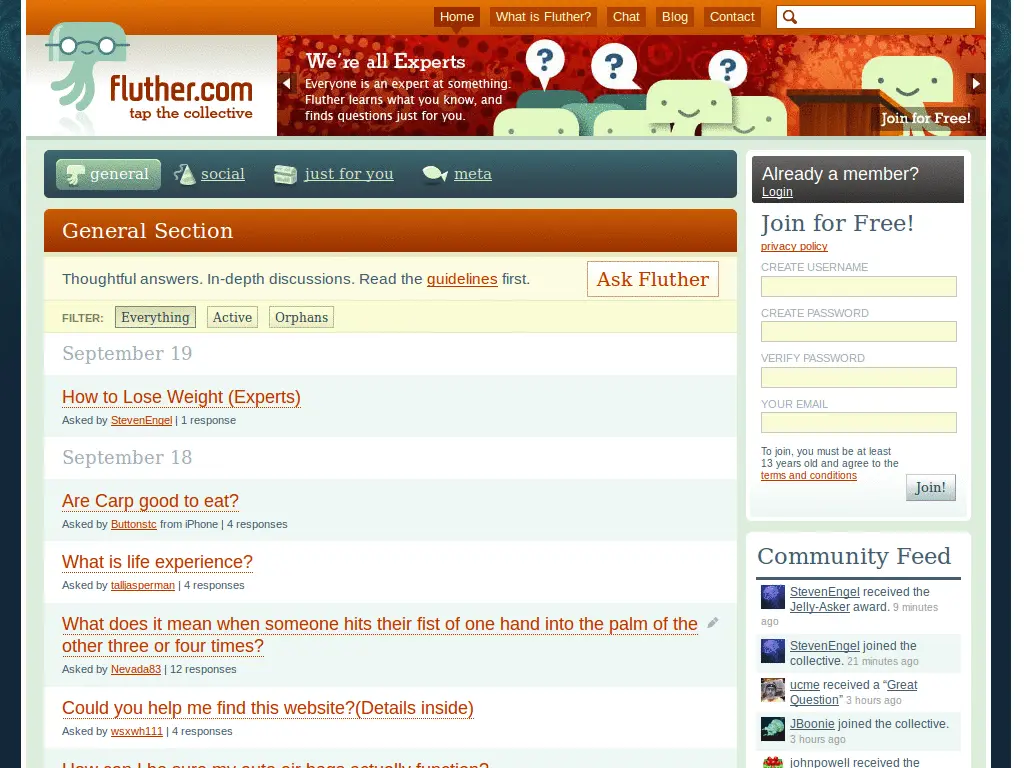 Home What is Fluther? Chat Blog Contact
fluther.com
tap the collective
We're all Experts
Everyone is an expert at something.
Fluther learns what you know, and
finds questions just for you.
? ? ?
Join for Free!
general social just for you meta
General Section
Thoughtful answers. In-depth discussions. Read the guidelines first.
Ask Fluther
FILTER: Everything Active Orphans
September 19
How to Lose Weight (Experts)
Asked by StevenEngel | 1 response
September 18
Are Carp good to eat?
Asked by Buttonstc from iPhone | 4 responses
What is life experience?
Asked by talljasperman | 4 responses
What does it mean when someone hits their fist of one hand into the palm of the
other three or four times?
Asked by Nevada83 | 12 responses
Could you help me find this website?(Details inside)
Asked by wsxwh111 | 4 responses
How can I be sure my auto air bags actually function?
Already a member?
Login
Join for Free!
privacy policy
CREATE USERNAME
CREATE PASSWORD
VERIFY PASSWORD
YOUR EMAIL
To join, you must be at least
13 years old and agree to the
terms and conditions
Join!
Community Feed
StevenEngel received the
Jelly-Asker award. 9 minutes
ago
StevenEngel joined the
collective. 21 minutes ago
ucme received a “Great
Question” 3 hours ago
JBoonie joined the collective.
3 hours ago
johnpowell received the